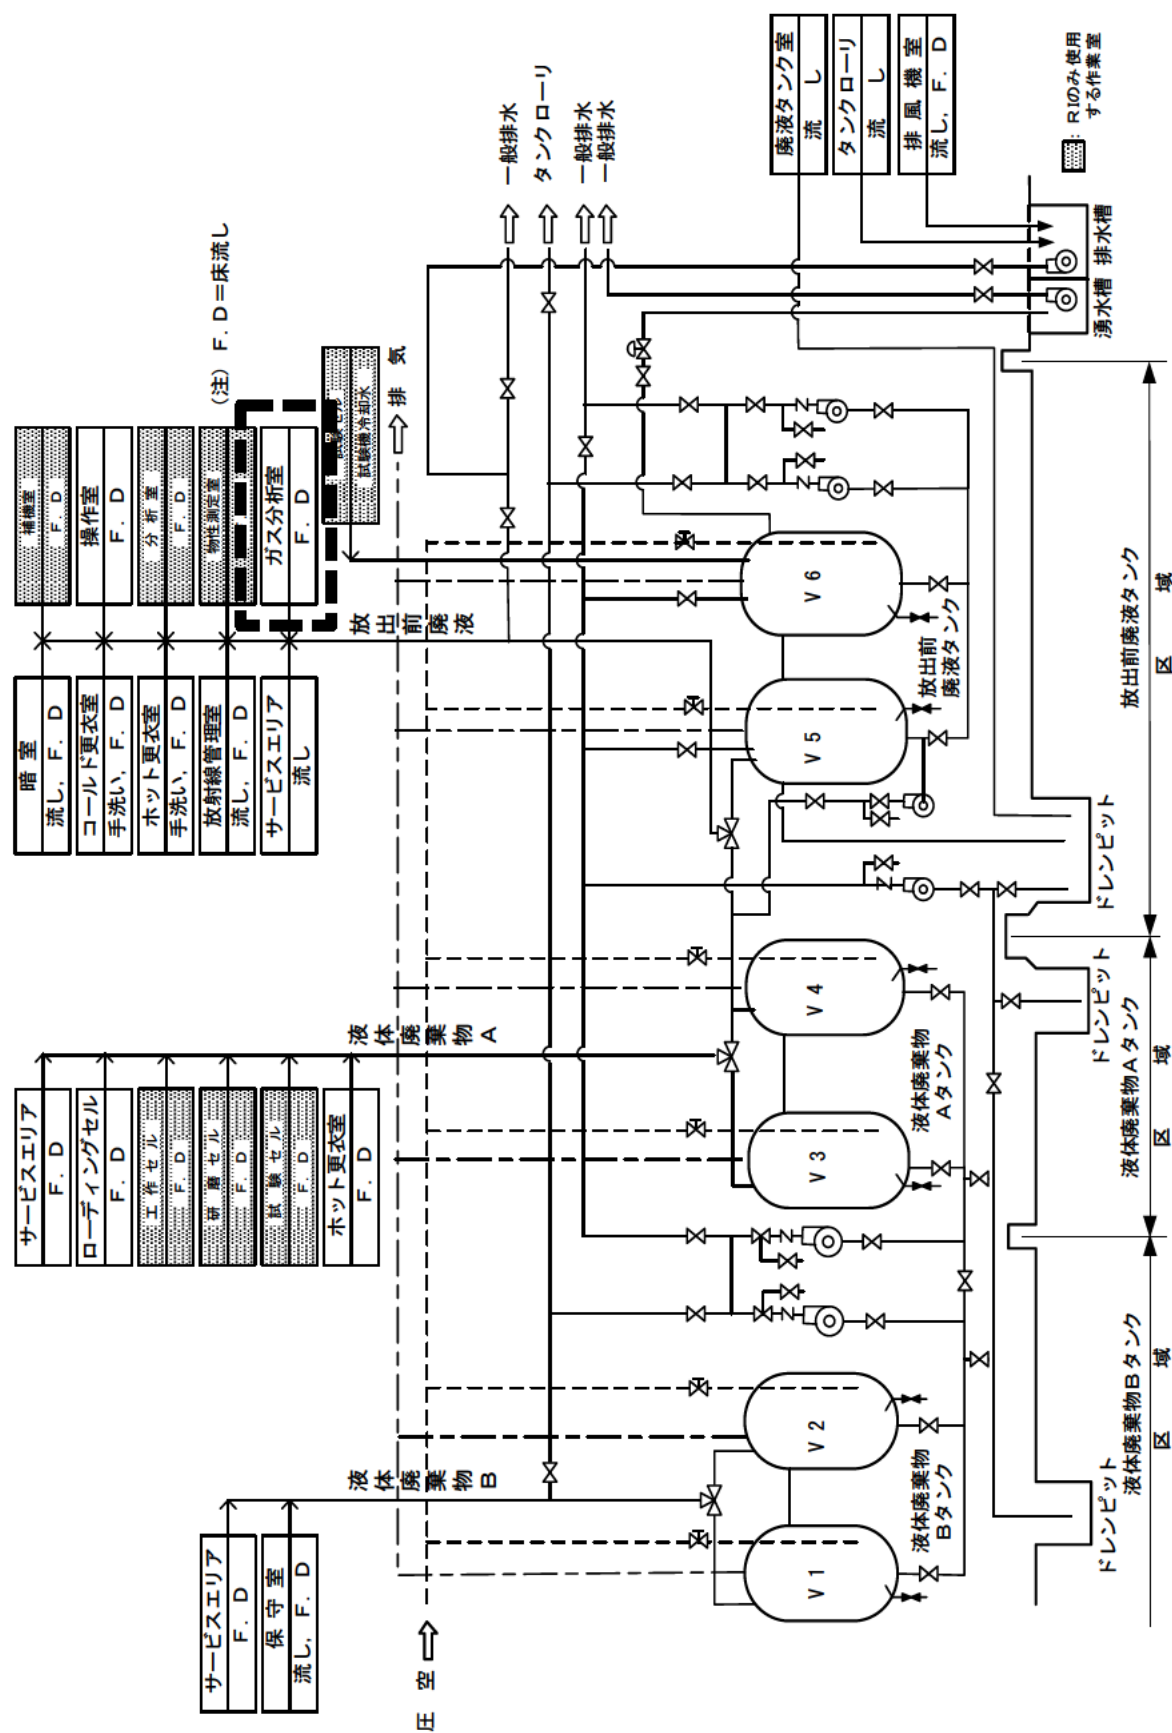 (注) F. D＝床流し
補機室
F. D
操作室
F. D
分析室
F. D
物性測定室
ガス分析室
F. D
試験セル
試験機冷却水
暗室
流し, F. D
コールド更衣室
手洗い, F. D
ホット更衣室
手洗い, F. D
放射線管理室
流し, F. D
サービスエリア
流し
放出前廃液
サービスエリア
F. D
ローディングセル
F. D
工作セル
F. D
研磨セル
F. D
試験セル
F. D
ホット更衣室
F. D
液体廃棄物A
サービスエリア
F. D
保守室
流し, F. D
液体廃棄物B
圧空
排気
一般排水
タンクローリ
一般排水
一般排水
廃液タンク室
流し
タンクローリ
流し
排風機室
流し, F. D
: RIのみ使用
する作業室
V1
V2
V3
V4
V5
V6
液体廃棄物
Bタンク
液体廃棄物
Aタンク
放出前
廃液タンク
ドレンピット
ドレンピット
ドレンピット
湧水槽
排水槽
液体廃棄物Bタンク
区域
液体廃棄物Aタンク
区域
放出前廃液タンク
区域